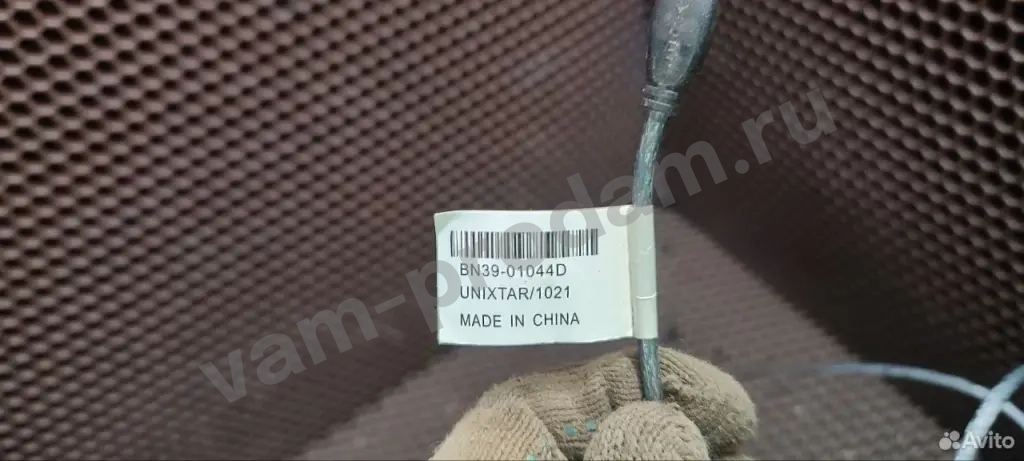 BN39-01044D
UNIXTAR/1021
MADE IN CHINA
vam-prodam.ru
Avito